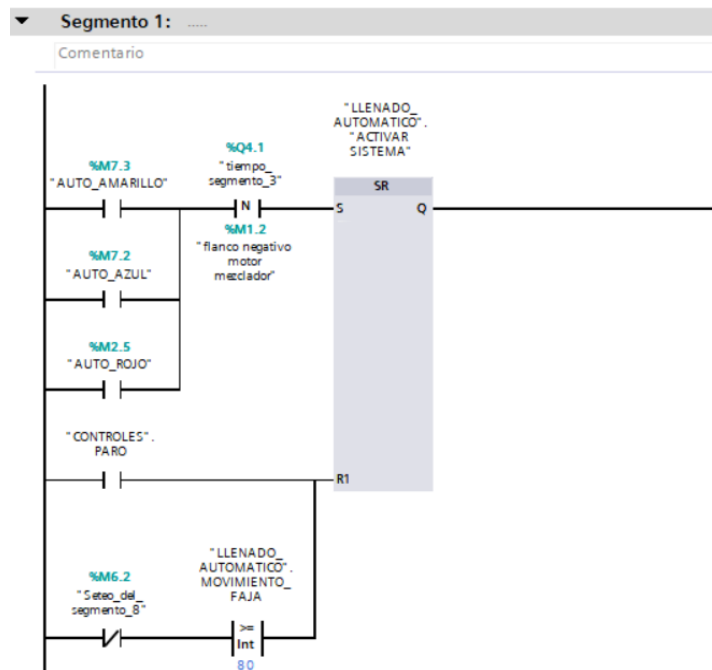 Segmento 1: .....
Comentario
"LLENADO_
AUTOMATICO".
"ACTIVAR
SISTEMA"
%Q4.1
"tiempo_
segmento_3"
%M7.3
"AUTO_AMARILLO"
N
SR
S
Q
%M1.2
"flanco negativo
motor
mezclador"
%M7.2
"AUTO_AZUL"
%M2.5
"AUTO_ROJO"
"CONTROLES".
PARO
R1
"LLENADO_
AUTOMATICO".
MOVIMIENTO_
FAJA
%M6.2
"Seteo_del_
segmento_8"
>=
Int
80